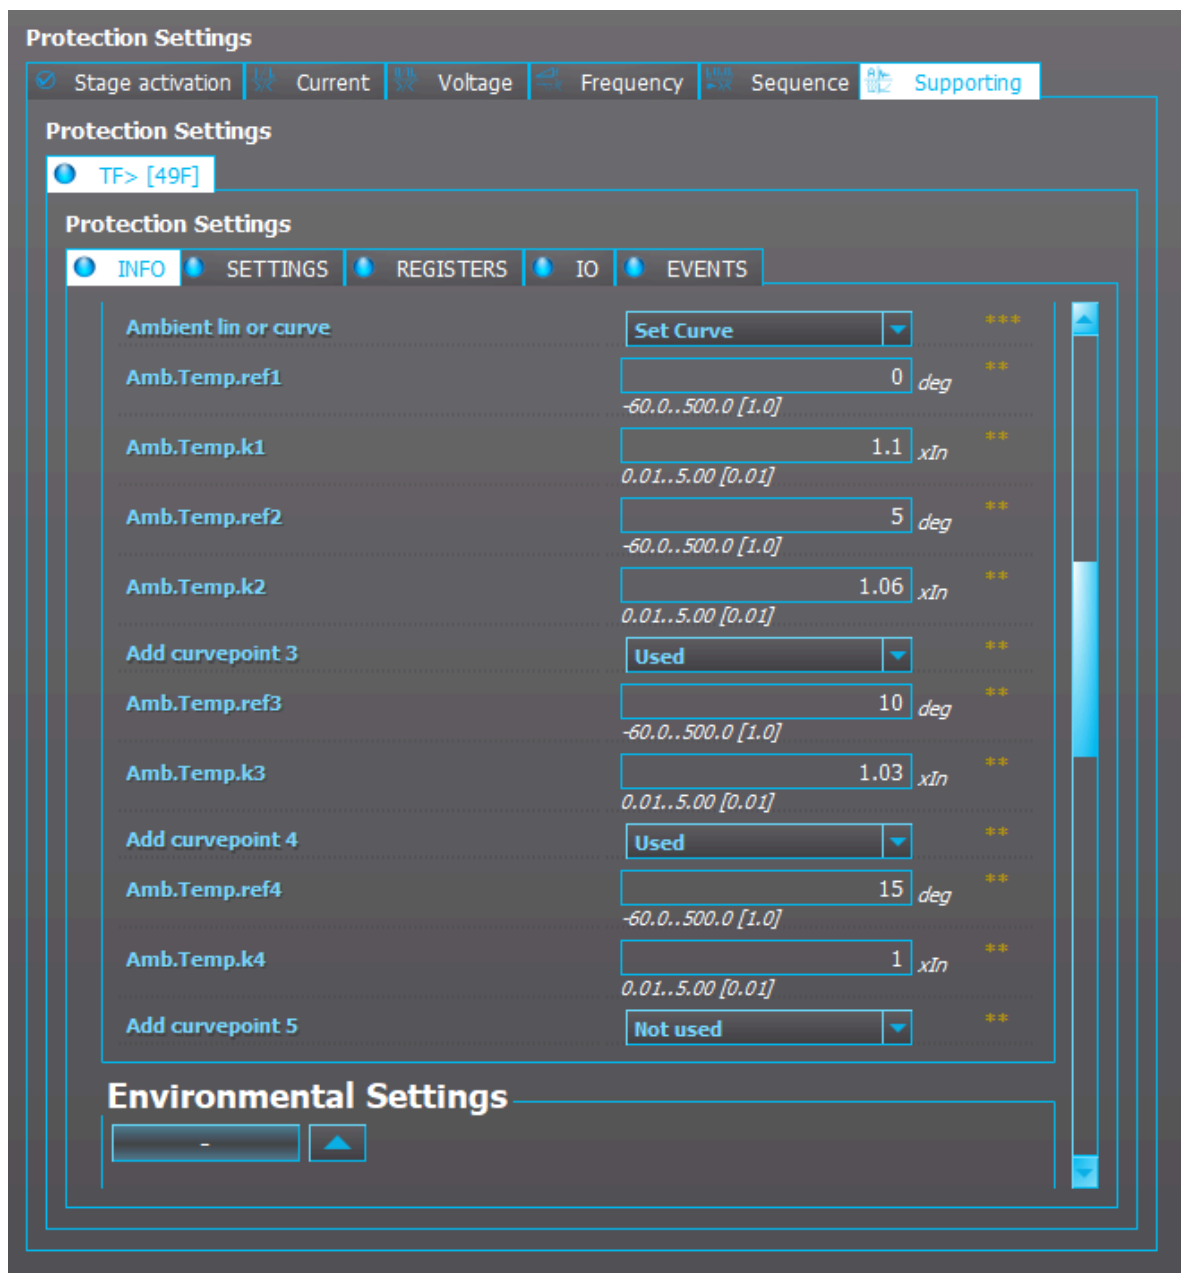 Protection Settings
Stage activation Current Voltage Frequency Sequence Supporting
Protection Settings
TF> [49F]
Protection Settings
INFO SETTINGS REGISTERS IO EVENTS
Ambient lin or curve Set Curve ***
Amb.Temp.ref1 0 deg **
-60.0..500.0 [1.0]
Amb.Temp.k1 1.1 xIn **
0.01..5.00 [0.01]
Amb.Temp.ref2 5 deg **
-60.0..500.0 [1.0]
Amb.Temp.k2 1.06 xIn **
0.01..5.00 [0.01]
Add curvepoint 3 Used **
Amb.Temp.ref3 10 deg **
-60.0..500.0 [1.0]
Amb.Temp.k3 1.03 xIn **
0.01..5.00 [0.01]
Add curvepoint 4 Used **
Amb.Temp.ref4 15 deg **
-60.0..500.0 [1.0]
Amb.Temp.k4 1 xIn **
0.01..5.00 [0.01]
Add curvepoint 5 Not used **
Environmental Settings
-